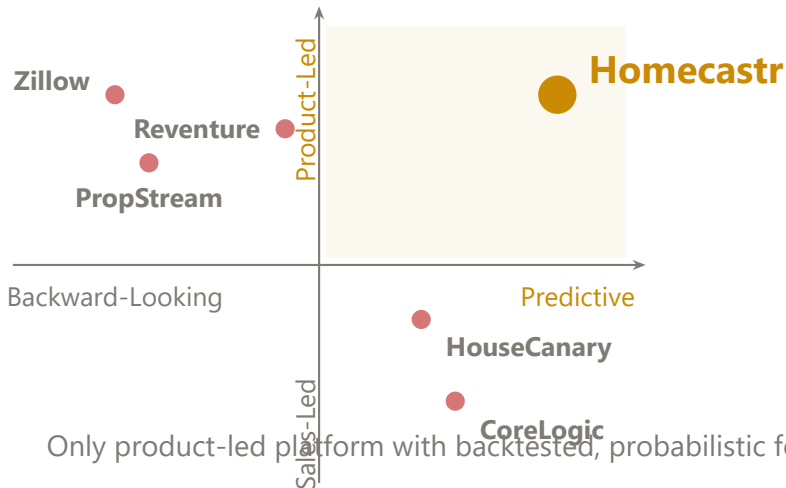 Homecastr
Zillow
Reventure
Product-Led
PropStream
Backward-Looking
Predictive
HouseCanary
CoreLogic
Sales-Led
Only product-led platform with backtested, probabilistic